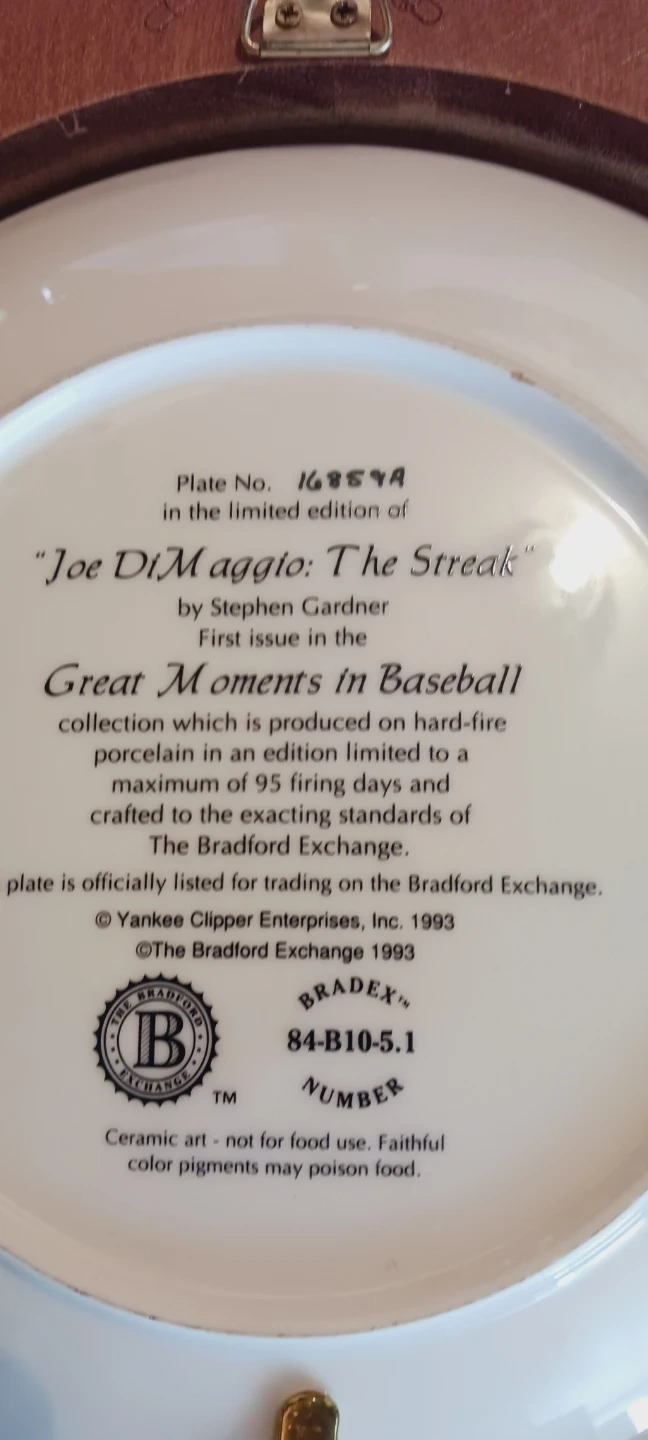 Plate No. 16859A
in the limited edition of
"Joe DiMaggio: The Streak"
by Stephen Gardner
First issue in the
Great Moments in Baseball
collection which is produced on hard-fire
porcelain in an edition limited to a
maximum of 95 firing days and
crafted to the exacting standards of
The Bradford Exchange.
plate is officially listed for trading on the Bradford Exchange.
© Yankee Clipper Enterprises, Inc. 1993
©The Bradford Exchange 1993
THE BRADFORD
B
EXCHANGE
TM
BRADEX™
84-B10-5.1
NUMBER
Ceramic art - not for food use. Faithful
color pigments may poison food.